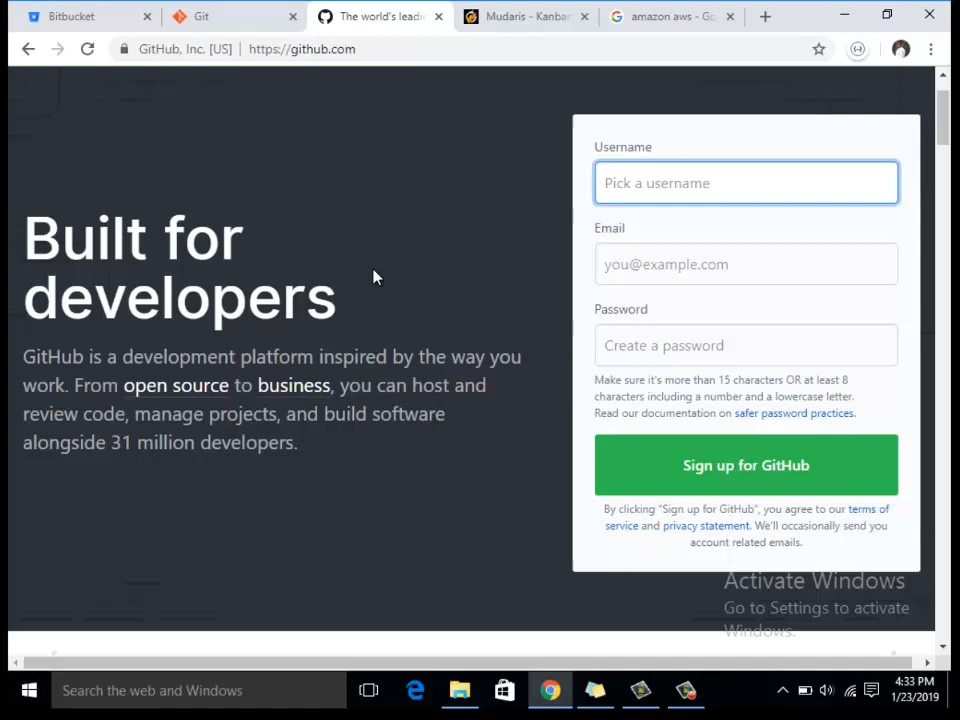 Bitbucket
Git
The world's leadi
Mudaris - Kanbar
amazon aws - Go
GitHub, Inc. [US] | https://github.com
Built for
developers
GitHub is a development platform inspired by the way you
work. From open source to business, you can host and
review code, manage projects, and build software
alongside 31 million developers.
Username
Pick a username
Email
you@example.com
Password
Create a password
Make sure it's more than 15 characters OR at least 8
characters including a number and a lowercase letter.
Read our documentation on safer password practices.
Sign up for GitHub
By clicking "Sign up for GitHub", you agree to our terms of
service and privacy statement. We'll occasionally send you
account related emails.
Activate Windows
Go to Settings to activate
Windows.
Search the web and Windows
4:33 PM
1/23/2019